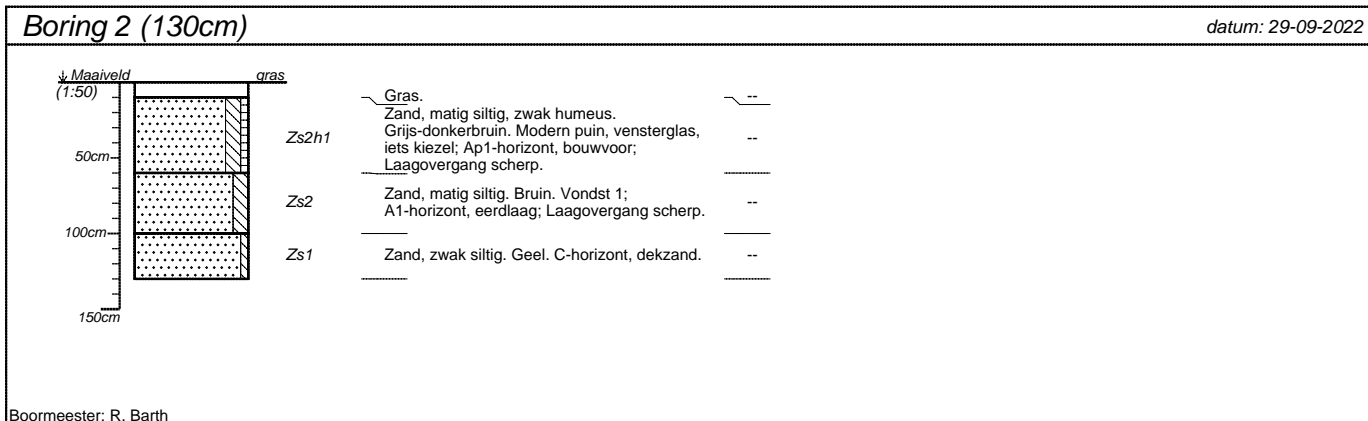 Boring 2 (130cm)
datum: 29-09-2022
Maaiveld
gras
(1:50)
Gras.
--
Zs2h1
Zand, matig siltig, zwak humeus.
Grijs-donkerbruin. Modern puin, vensterglas,
iets kiezel; Ap1-horizont, bouwvoor;
Laagovergang scherp.
--
50cm
Zs2
Zand, matig siltig. Bruin. Vondst 1;
A1-horizont, eerdlaag; Laagovergang scherp.
--
100cm
Zs1
Zand, zwak siltig. Geel. C-horizont, dekzand.
--
150cm
Boormeester: R. Barth